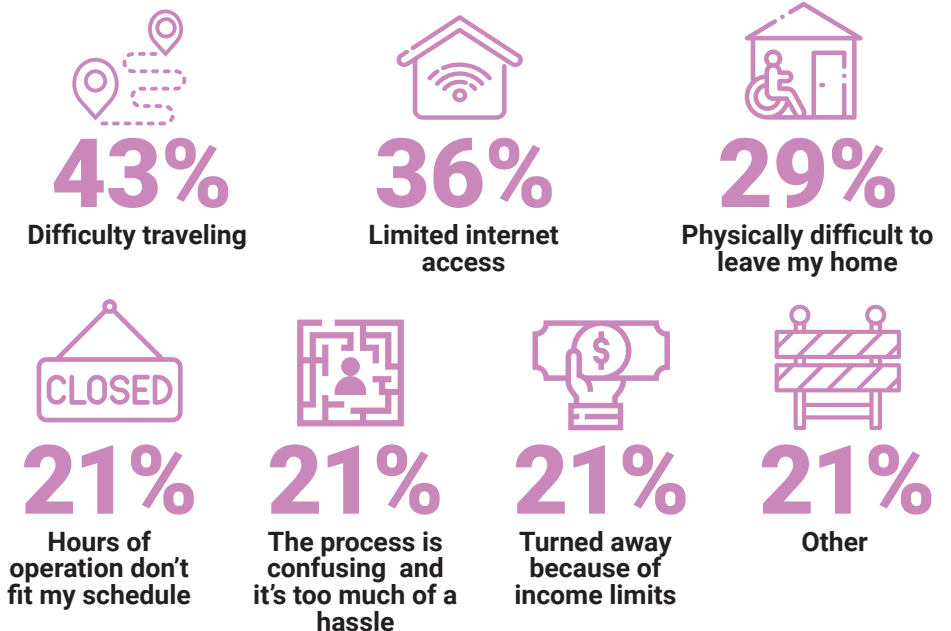 43%
Difficulty traveling
36%
Limited internet
access
29%
Physically difficult to
leave my home
CLOSED
21%
Hours of
operation don’t
fit my schedule
21%
The process is
confusing and
it’s too much of a
hassle
$
21%
Turned away
because of
income limits
21%
Other